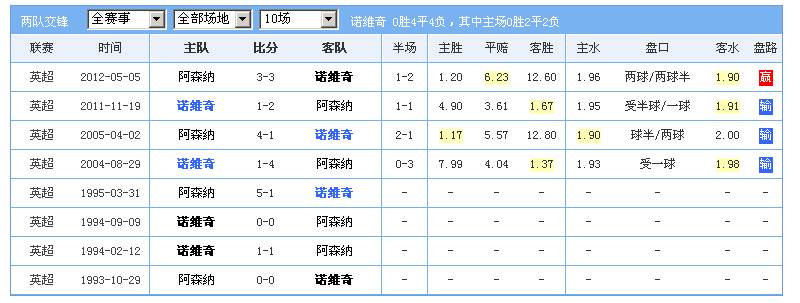 两队交锋 全赛事 全部场地 10场 诺维奇 0胜4平4负，其中主场0胜2平2负
联赛 时间 主队 比分 客队 半场 主胜 平赔 客胜 主水 盘口 客水 盘路
英超 2012-05-05 阿森纳 3-3 诺维奇 1-2 1.20 6.23 12.60 1.96 两球/两球半 1.90 赢
英超 2011-11-19 诺维奇 1-2 阿森纳 1-1 4.90 3.61 1.67 1.95 受半球/一球 1.91 输
英超 2005-04-02 阿森纳 4-1 诺维奇 2-1 1.17 5.57 12.80 1.90 球半/两球 2.00 输
英超 2004-08-29 诺维奇 1-4 阿森纳 0-3 7.99 4.04 1.37 1.93 受一球 1.98 输
英超 1995-03-31 阿森纳 5-1 诺维奇 - - - - - - - -
英超 1994-09-09 诺维奇 0-0 阿森纳 - - - - - - - -
英超 1994-02-12 诺维奇 1-1 阿森纳 - - - - - - - -
英超 1993-10-29 阿森纳 0-0 诺维奇 - - - - - - - -